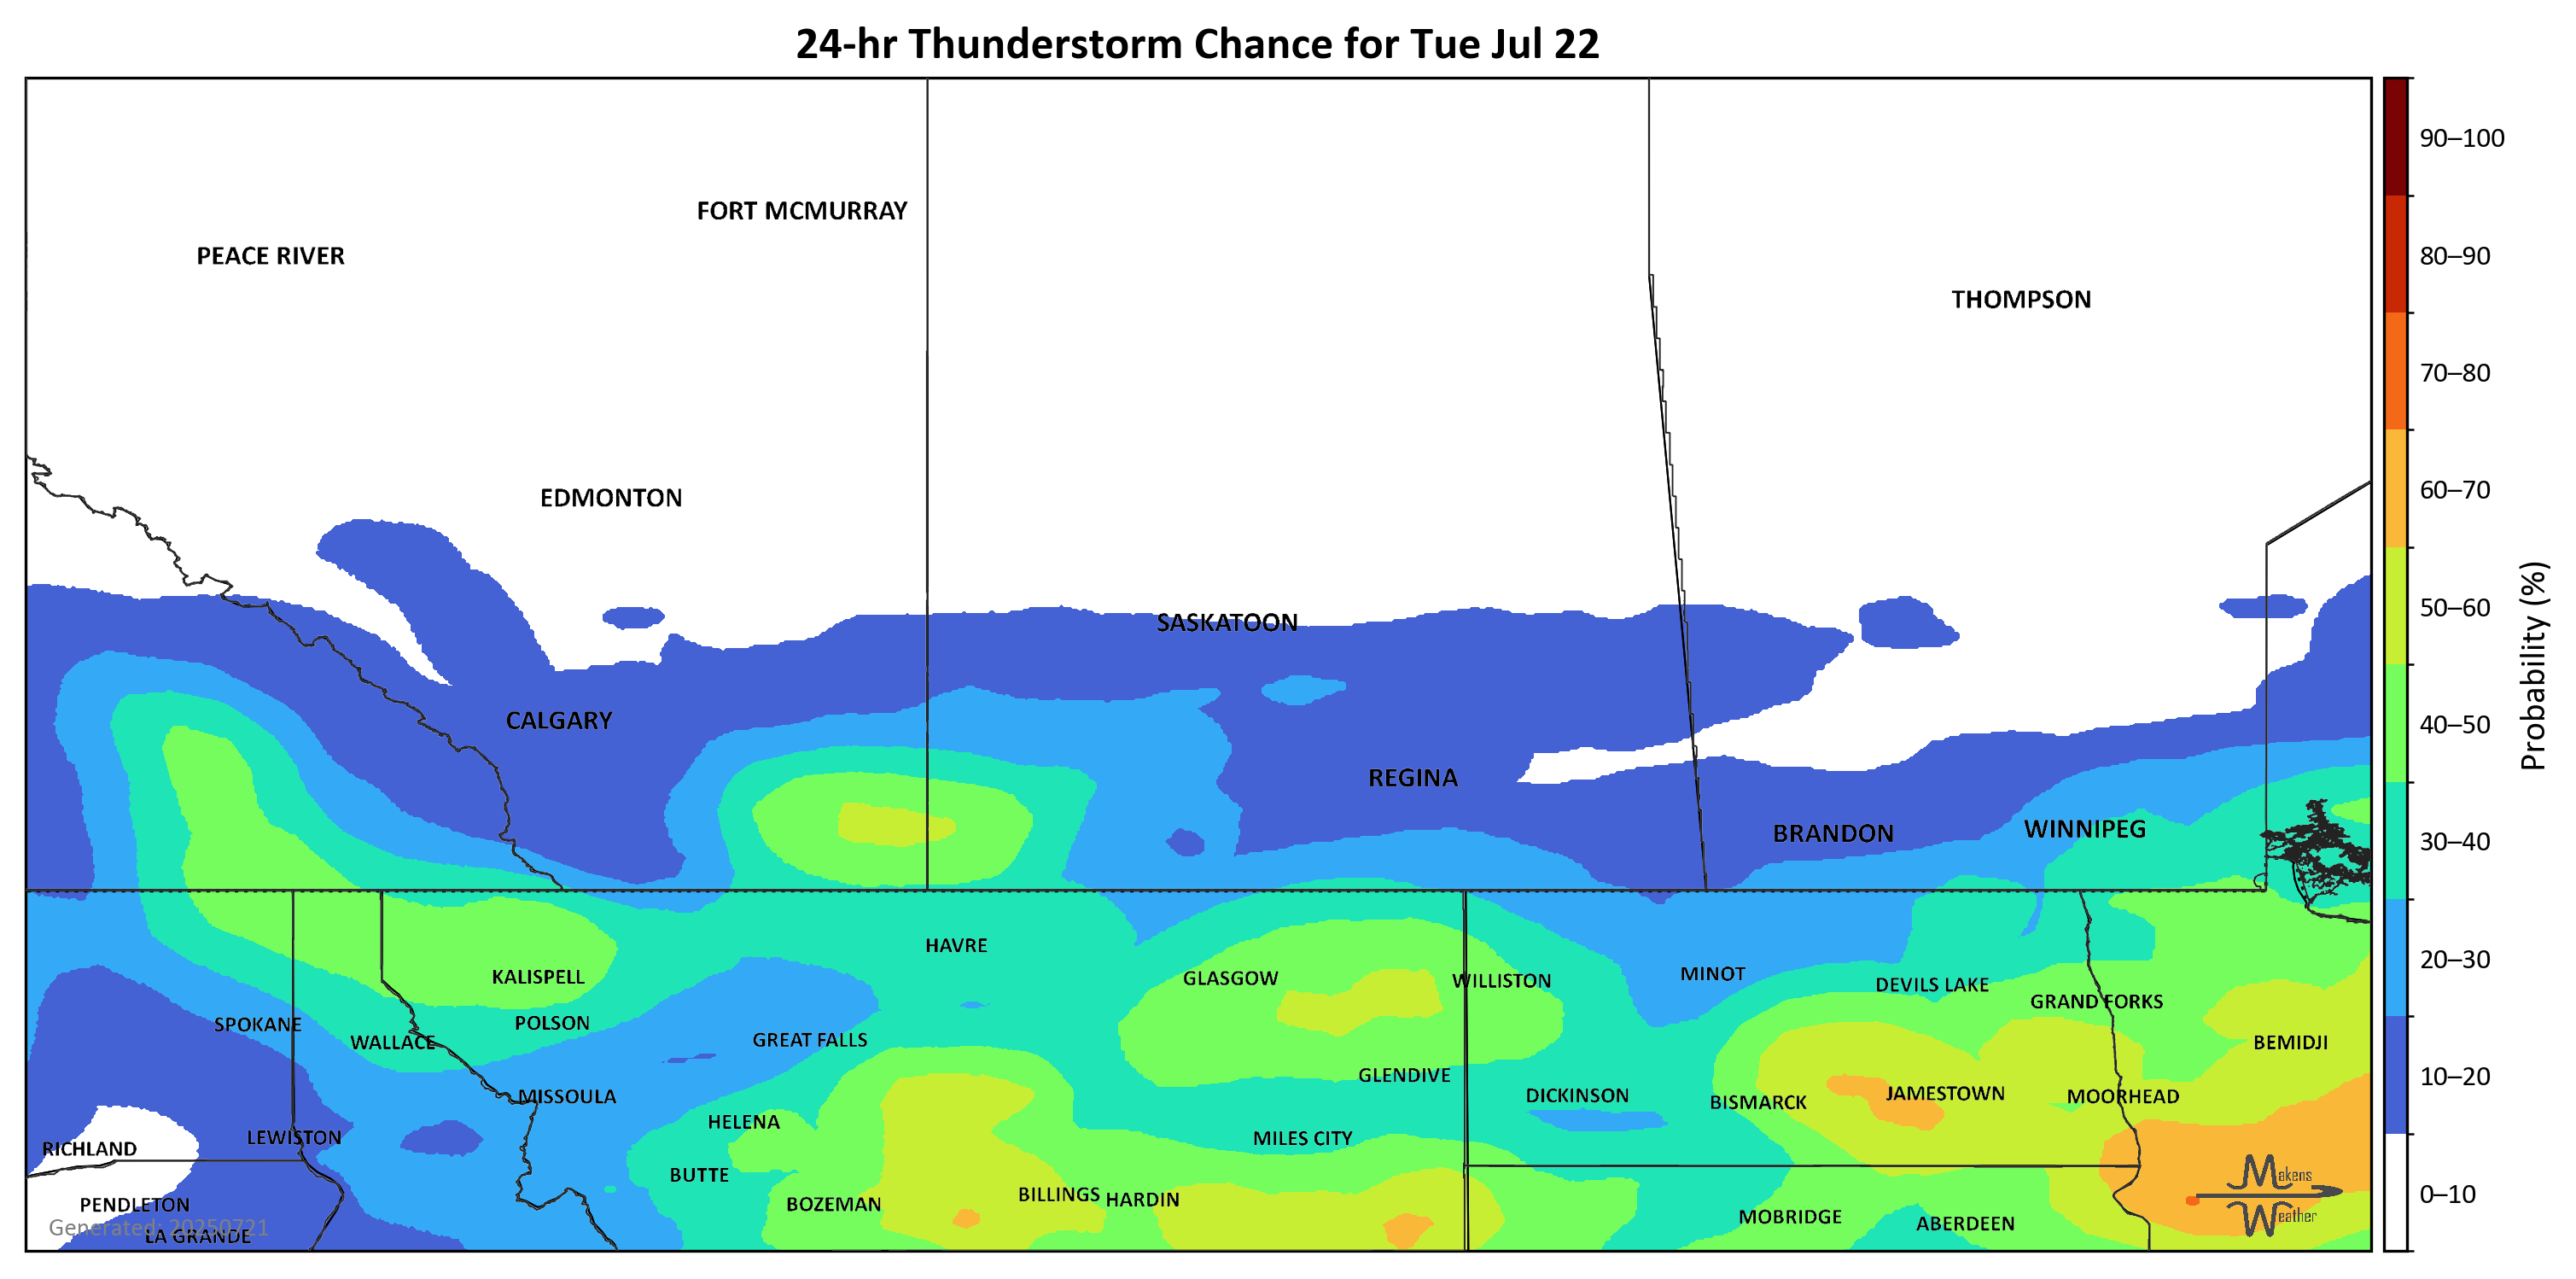 24-hr Thunderstorm Chance for Tue Jul 22
FORT MCMURRAY
PEACE RIVER
THOMPSON
EDMONTON
SASKATOON
CALGARY
REGINA
BRANDON
WINNIPEG
HAVRE
KALISPELL
GLASGOW
WILLISTON
MINOT
DEVILS LAKE
GRAND FORKS
SPOKANE
POLSON
WALLACE
GREAT FALLS
BEMIDJI
GLENDIVE
MISSOULA
DICKINSON
BISMARCK
JAMESTOWN
MOORHEAD
HELENA
LEWISTON
MILES CITY
RICHLAND
BUTTE
BILLINGS
HARDIN
PENDLETON
BOZEMAN
MOBRIDGE
ABERDEEN
Generated: 20250721
LA GRANDE
Makens
Weather
90–100
80–90
70–80
60–70
50–60
40–50
30–40
20–30
10–20
0–10
Probability (%)